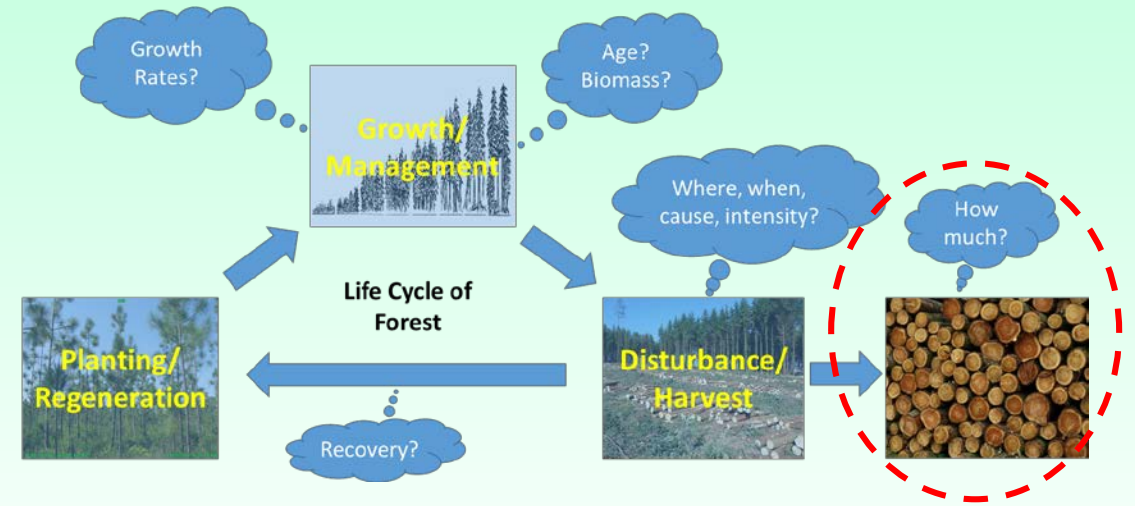 Growth
Rates?
Age?
Biomass?
Growth/
Management
Where, when,
cause, intensity?
How
much?
Life Cycle of
Forest
Planting/
Regeneration
Disturbance/
Harvest
Recovery?